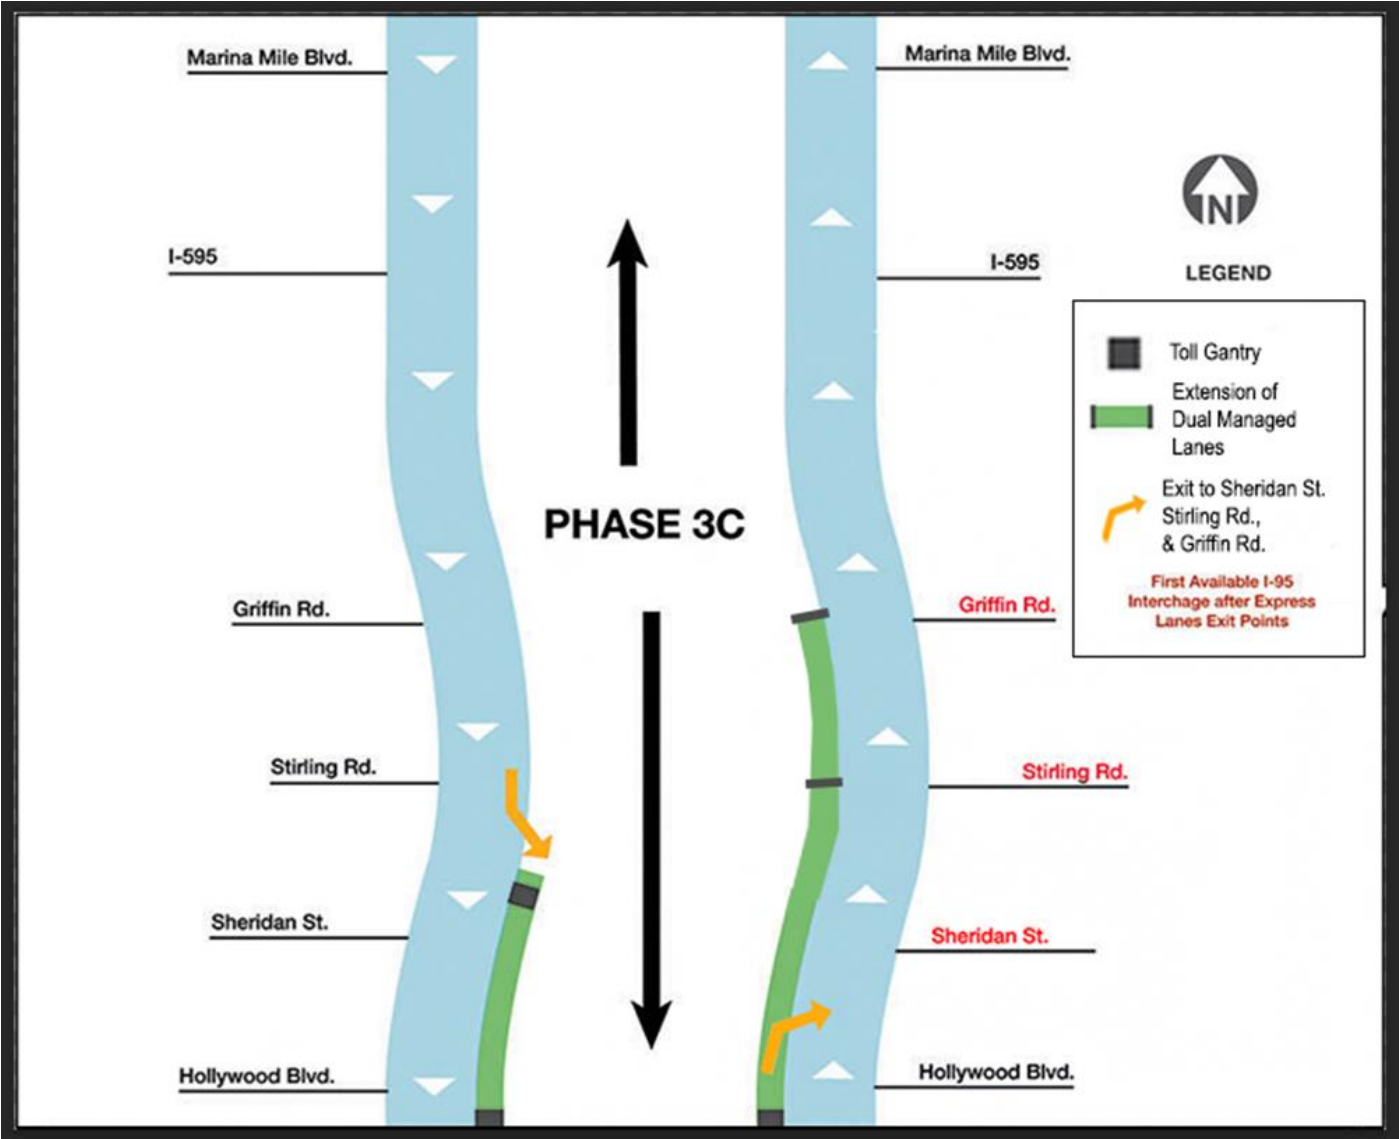 Marina Mile Blvd.
Marina Mile Blvd.
N
I-595
I-595
LEGEND
Toll Gantry
Extension of
Dual Managed
Lanes
Exit to Sheridan St.
Stirling Rd.,
& Griffin Rd.
First Available I-95
Interchage after Express
Lanes Exit Points
PHASE 3C
Griffin Rd.
Griffin Rd.
Stirling Rd.
Stirling Rd.
Sheridan St.
Sheridan St.
Hollywood Blvd.
Hollywood Blvd.